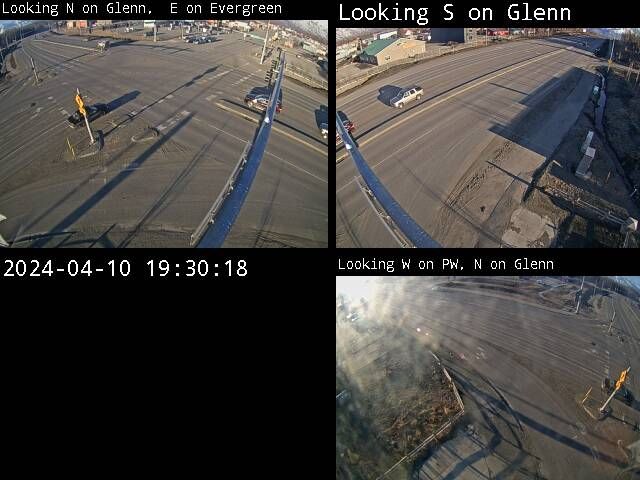 Looking N on Glenn,  E on Evergreen
Looking S on Glenn
2024-04-10 19:30:18
Looking W on PW, N on Glenn